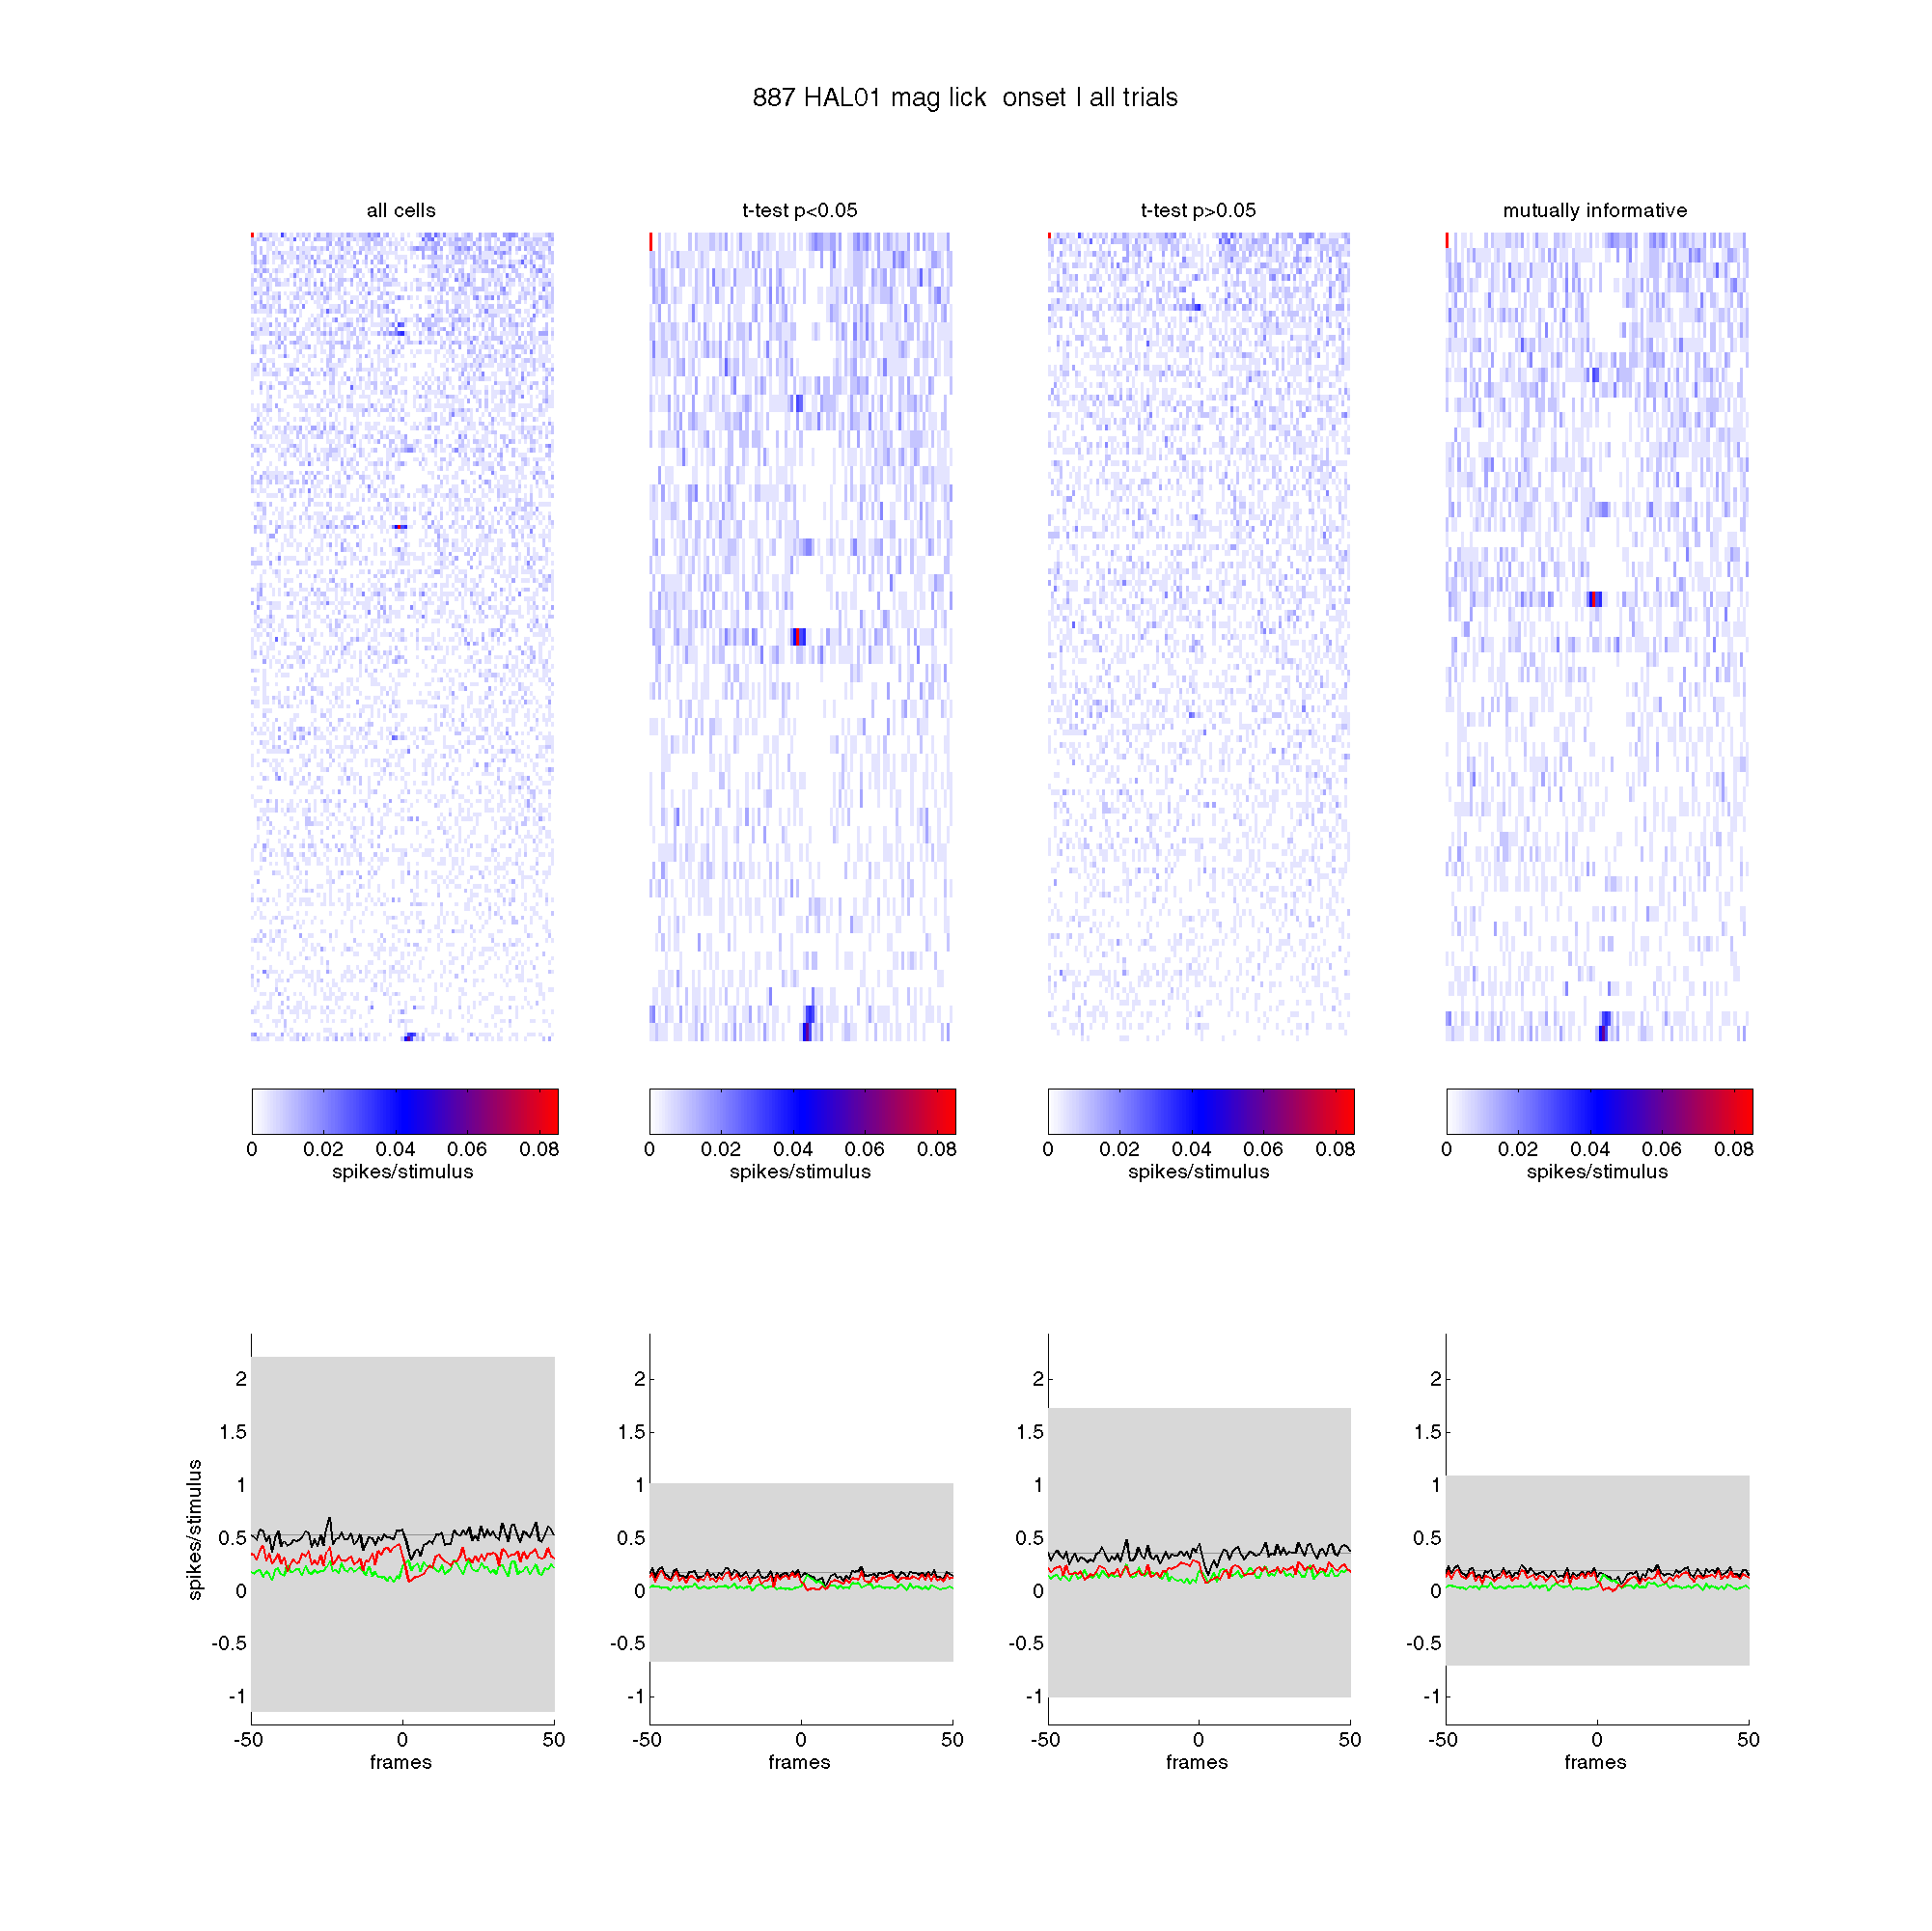 887 HAL01 mag lick  onset | all trials
all cells
t-test p<0.05
t-test p>0.05
mutually informative
0 0.02 0.04 0.06 0.08
spikes/stimulus
0 0.02 0.04 0.06 0.08
spikes/stimulus
0 0.02 0.04 0.06 0.08
spikes/stimulus
0 0.02 0.04 0.06 0.08
spikes/stimulus
spikes/stimulus
2
1.5
1
0.5
0
-0.5
-1
-50 0 50
frames
2
1.5
1
0.5
0
-0.5
-1
-50 0 50
frames
2
1.5
1
0.5
0
-0.5
-1
-50 0 50
frames
2
1.5
1
0.5
0
-0.5
-1
-50 0 50
frames